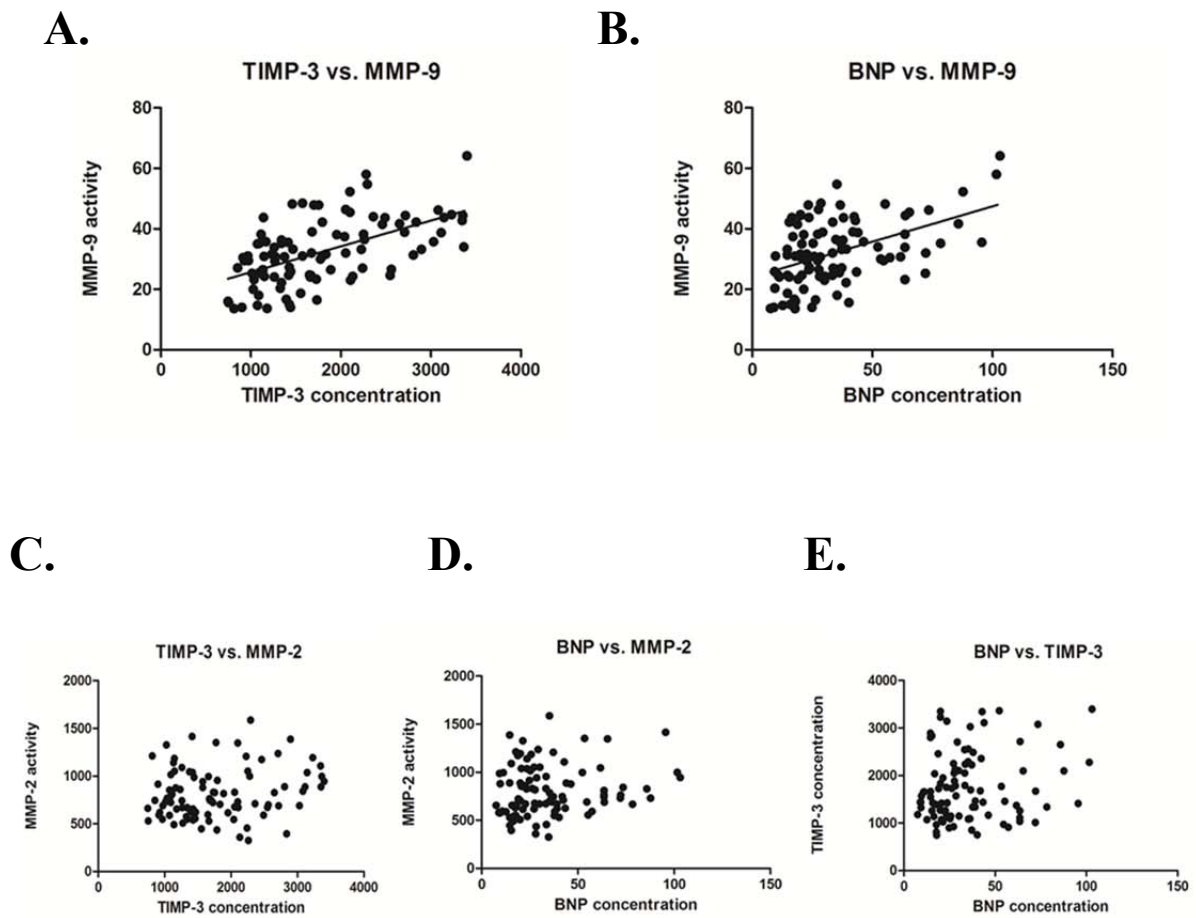 A.
B.
TIMP-3 vs. MMP-9
MMP-9 activity
80
60
40
20
0
0 1000 2000 3000 4000
TIMP-3 concentration
BNP vs. MMP-9
MMP-9 activity
80
60
40
20
0
0 50 100 150
BNP concentration
C.
D.
E.
TIMP-3 vs. MMP-2
MMP-2 activity
2000
1500
1000
500
0
0 1000 2000 3000 4000
TIMP-3 concentration
BNP vs. MMP-2
MMP-2 activity
2000
1500
1000
500
0
0 50 100 150
BNP concentration
BNP vs. TIMP-3
TIMP-3 concentration
4000
3000
2000
1000
0
0 50 100 150
BNP concentration